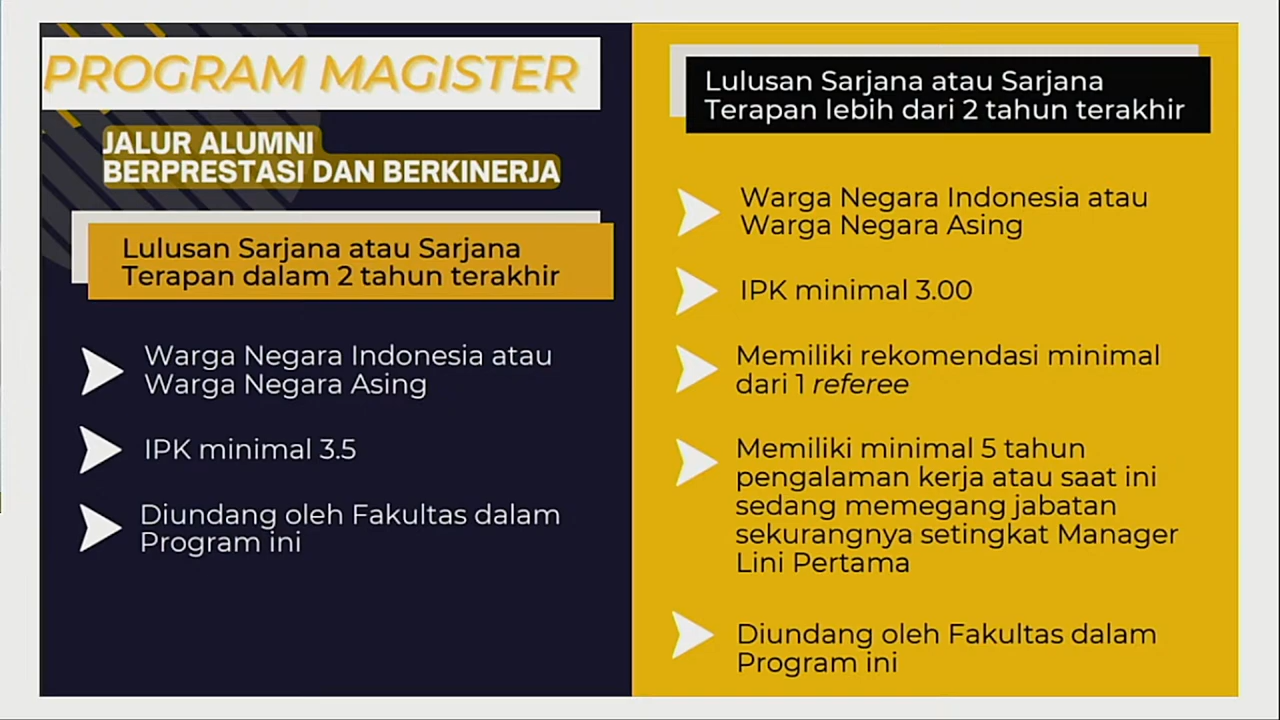 PROGRAM MAGISTER
JALUR ALUMNI
BERPRESTASI DAN BERKINERJA
Lulusan Sarjana atau Sarjana
Terapan dalam 2 tahun terakhir
Warga Negara Indonesia atau
Warga Negara Asing
IPK minimal 3.5
Diundang oleh Fakultas dalam
Program ini
Lulusan Sarjana atau Sarjana
Terapan lebih dari 2 tahun terakhir
Warga Negara Indonesia atau
Warga Negara Asing
IPK minimal 3.00
Memiliki rekomendasi minimal
dari 1 referee
Memiliki minimal 5 tahun
pengalaman kerja atau saat ini
sedang memegang jabatan
sekurangnya setingkat Manager
Lini Pertama
Diundang oleh Fakultas dalam
Program ini